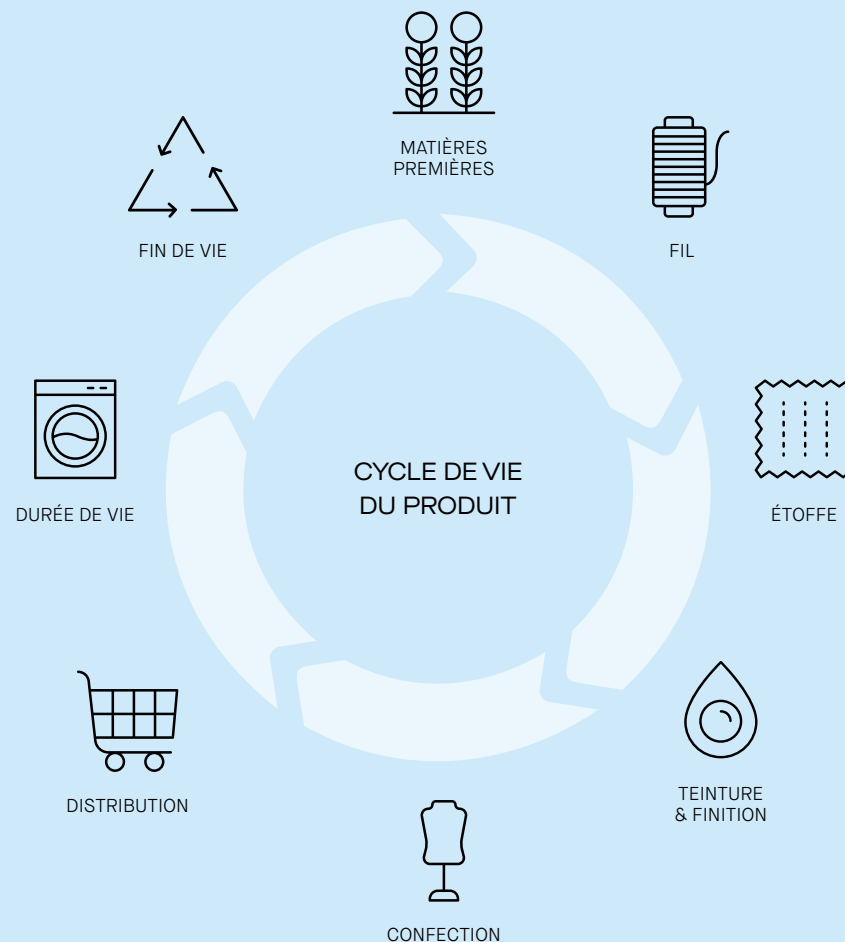 MATIÈRES
PREMIÈRES
FIL
ÉTOFFE
TEINTURE
& FINITION
CONFECTION
DISTRIBUTION
DURÉE DE VIE
FIN DE VIE
CYCLE DE VIE
DU PRODUIT